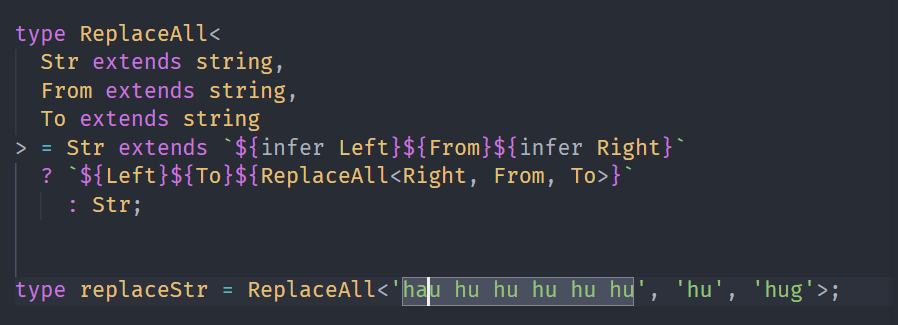 type ReplaceAll<
  Str extends string,
  From extends string,
  To extends string
> = Str extends `${infer Left}${From}${infer Right}`
  ? `${Left}${To}${ReplaceAll<Right, From, To>}`
    : Str;
type replaceStr = ReplaceAll<'hau hu hu hu hu hu', 'hu', 'hug'>;